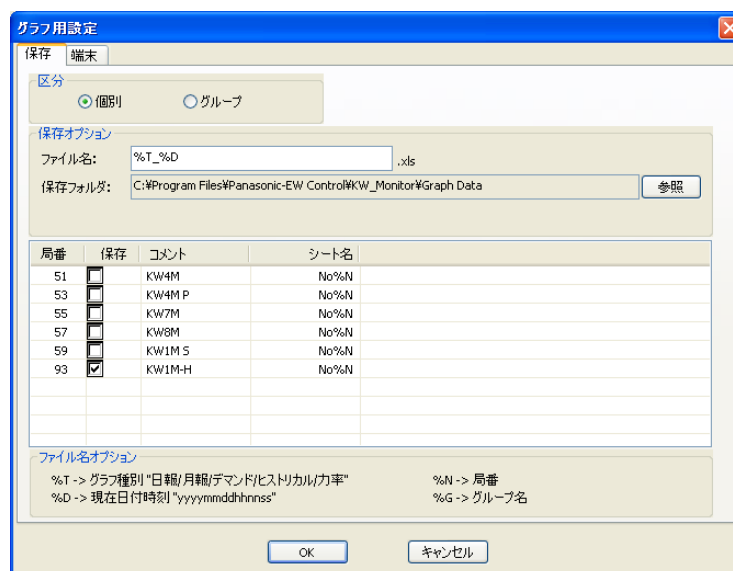 グラフ用設定
保存 端末
区分
個別 グループ
保存オプション
ファイル名: %T_%D .xls
保存フォルダ: C:¥Program Files¥Panasonic-EW Control¥KW_Monitor¥Graph Data 参照
局番 保存 コメント シート名
51 KW4M No%N
53 KW4M P No%N
55 KW7M No%N
57 KW8M No%N
59 KW1M S No%N
93 KW1M-H No%N
ファイル名オプション
%T -> グラフ種別 "日報/月報/デマンド/ヒストリカル/力率" %N -> 局番
%D -> 現在日付時刻 "yyyymmddhhnnss" %G -> グループ名
OK キャンセル